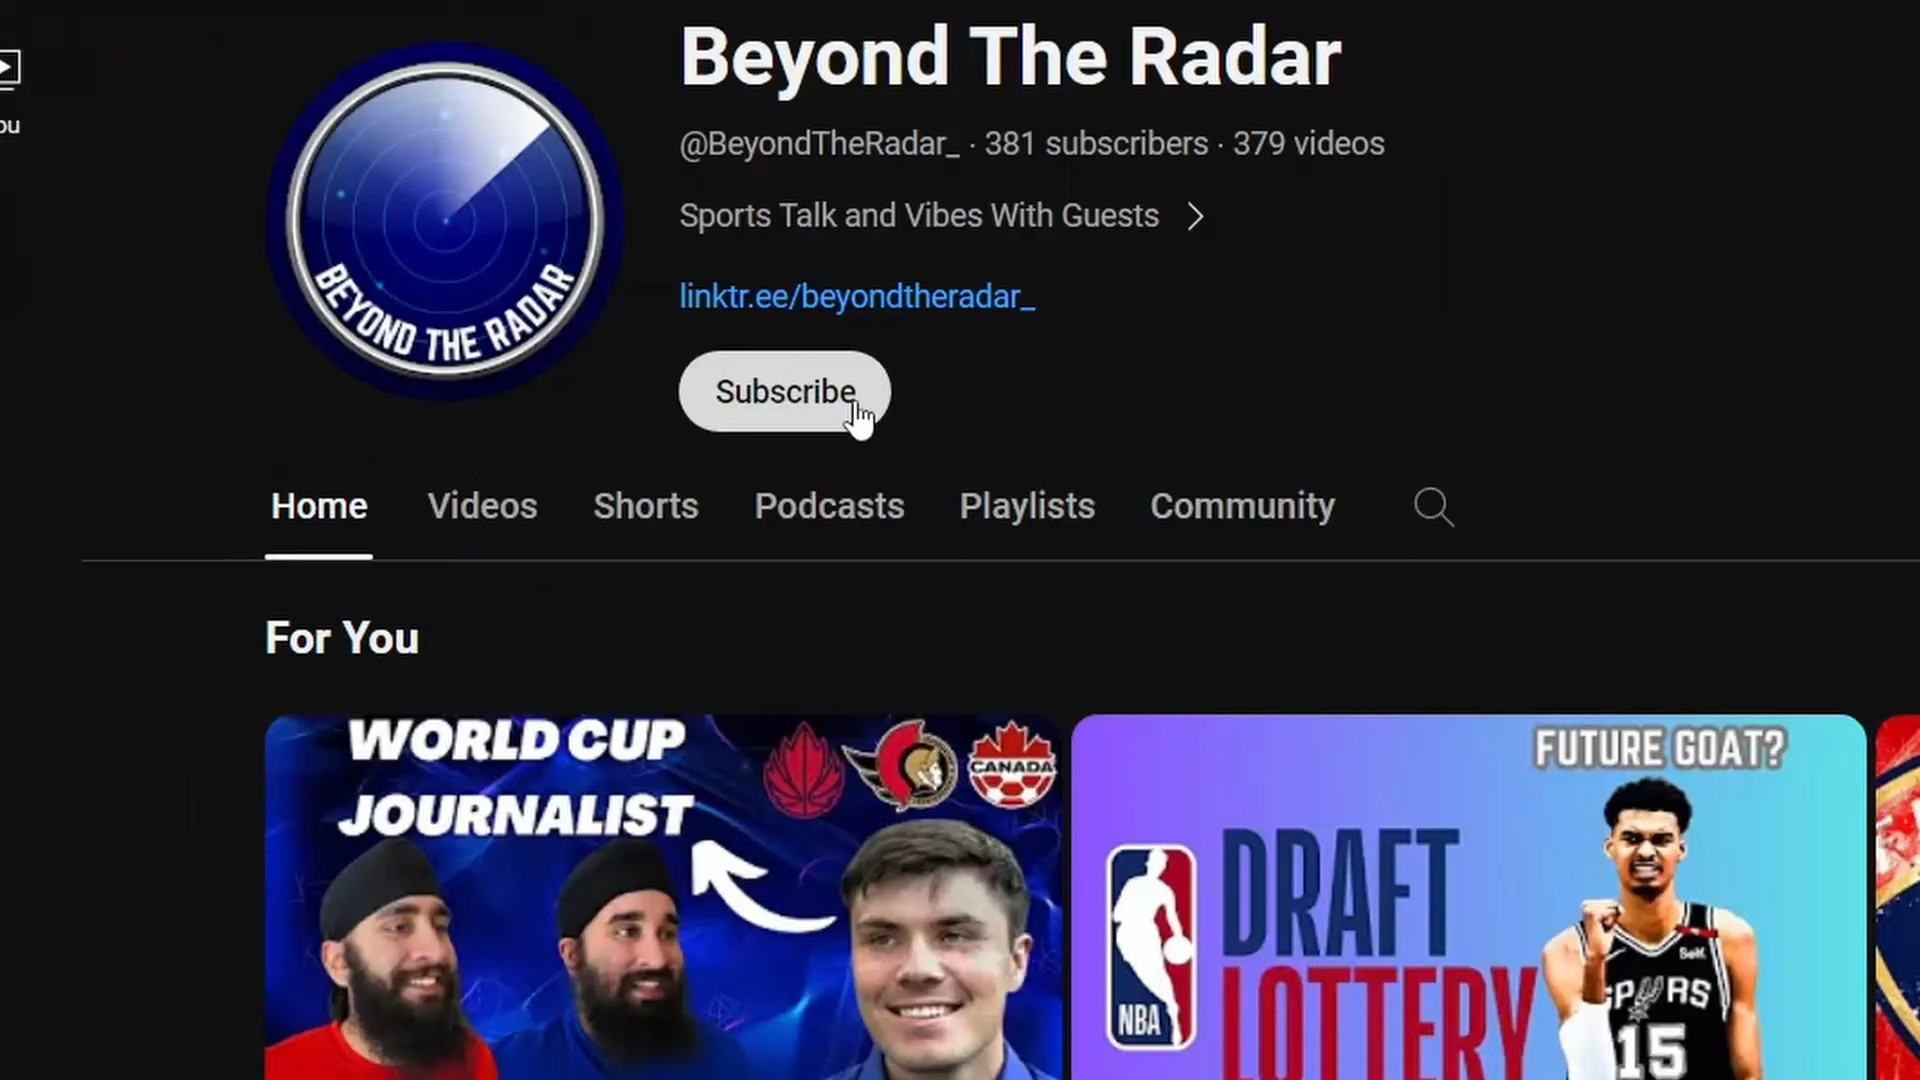 Beyond The Radar
@BeyondTheRadar_ · 381 subscribers · 379 videos
Sports Talk and Vibes With Guests
linktr.ee/beyondtheradar_
Subscribe
ou
BEYOND THE RADAR
Home Videos Shorts Podcasts Playlists Community
For You
WORLD CUP
JOURNALIST
CANADA
FUTURE GOAT?
DRAFT
LOTTERY
NBA
Self
SPURS
15